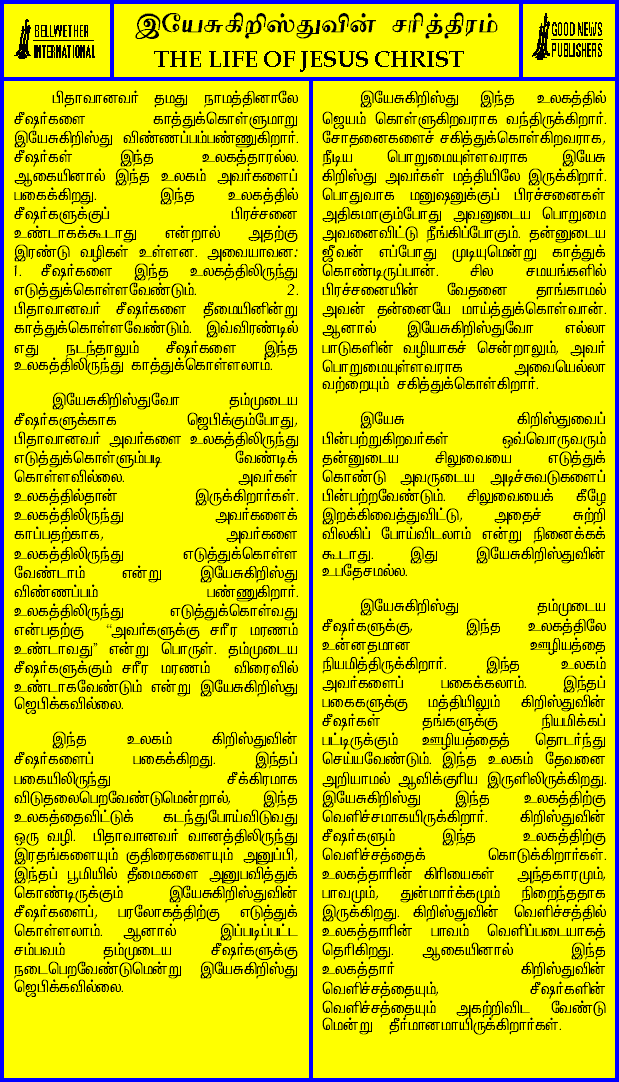 BELLWETHER
INTERNATIONAL
இயேசுகிறிஸ்துவின் சரித்திரம்
THE LIFE OF JESUS CHRIST
GOOD NEWS
PUBLISHERS
பிதாவானவர் தமது நாமத்தினாலே
சீஷர்களை காத்துக்கொள்ளுமாறு
இயேசுகிறிஸ்து விண்ணப்பம்பண்ணுகிறார்.
சீஷர்கள் இந்த உலகத்தாரல்ல.
ஆகையினால் இந்த உலகம் அவர்களைப்
பகைக்கிறது. இந்த உலகத்தில்
சீஷர்களுக்குப் பிரச்சனை
உண்டாகக்கூடாது என்றால் அதற்கு
இரண்டு வழிகள் உள்ளன. அவையாவன:
1. சீஷர்களை இந்த உலகத்திலிருந்து
எடுத்துக்கொள்ளவேண்டும். 2.
பிதாவானவர் சீஷர்களை தீமையினின்று
காத்துக்கொள்ளவேண்டும். இவ்விரண்டில்
எது நடந்தாலும் சீஷர்களை இந்த
உலகத்திலிருந்து காத்துக்கொள்ளலாம்.
இயேசுகிறிஸ்துவோ தம்முடைய
சீஷர்களுக்காக ஜெபிக்கும்போது,
பிதாவானவர் அவர்களை உலகத்திலிருந்து
எடுத்துக்கொள்ளும்படி வேண்டிக்
கொள்ளவில்லை. அவர்கள்
உலகத்தில்தான் இருக்கிறார்கள்.
உலகத்திலிருந்து அவர்களைக்
காப்பதற்காக, அவர்களை
உலகத்திலிருந்து எடுத்துக்கொள்ள
வேண்டாம் என்று இயேசுகிறிஸ்து
விண்ணப்பம் பண்ணுகிறார்.
உலகத்திலிருந்து எடுத்துக்கொள்வது
என்பதற்கு “அவர்களுக்கு சரீர மரணம்
உண்டாவது” என்று பொருள். தம்முடைய
சீஷர்களுக்கும் சரீர மரணம் விரைவில்
உண்டாகவேண்டும் என்று இயேசுகிறிஸ்து
ஜெபிக்கவில்லை.
இந்த உலகம் கிறிஸ்துவின்
சீஷர்களைப் பகைக்கிறது. இந்தப்
பகையிலிருந்து சீக்கிரமாக
விடுதலைபெறவேண்டுமென்றால், இந்த
உலகத்தைவிட்டுக் கடந்துபோய்விடுவது
ஒரு வழி. பிதாவானவர் வானத்திலிருந்து
இரதங்களையும் குதிரைகளையும் அனுப்பி,
இந்தப் பூமியில் தீமைகளை அனுபவித்துக்
கொண்டிருக்கும் இயேசுகிறிஸ்துவின்
சீஷர்களைப், பரலோகத்திற்கு எடுத்துக்
கொள்ளலாம். ஆனால் இப்படிப்பட்ட
சம்பவம் தம்முடைய சீஷர்களுக்கு
நடைபெறவேண்டுமென்று இயேசுகிறிஸ்து
ஜெபிக்கவில்லை.
இயேசுகிறிஸ்து இந்த உலகத்தில்
ஜெயம் கொள்ளுகிறவராக வந்திருக்கிறார்.
சோதனைகளைச் சகித்துக்கொள்கிறவராக,
நீடிய பொறுமையுள்ளவராக இயேசு
கிறிஸ்து அவர்கள் மத்தியிலே இருக்கிறார்.
பொதுவாக மனுஷனுக்குப் பிரச்சனைகள்
அதிகமாகும்போது அவனுடைய பொறுமை
அவனைவிட்டு நீங்கிப்போகும். தன்னுடைய
ஜீவன் எப்போது முடியுமென்று காத்துக்
கொண்டிருப்பான். சில சமயங்களில்
பிரச்சனையின் வேதனை தாங்காமல்
அவன் தன்னையே மாய்த்துக்கொள்வான்.
ஆனால் இயேசுகிறிஸ்துவோ எல்லா
பாடுகளின் வழியாகச் சென்றாலும், அவர்
பொறுமையுள்ளவராக அவையெல்லா
வற்றையும் சகித்துக்கொள்கிறார்.
இயேசு கிறிஸ்துவைப்
பின்பற்றுகிறவர்கள் ஒவ்வொருவரும்
தன்னுடைய சிலுவையை எடுத்துக்
கொண்டு அவருடைய அடிச்சுவடுகளைப்
பின்பற்றவேண்டும். சிலுவையைக் கீழே
இறக்கிவைத்துவிட்டு, அதைச் சுற்றி
விலகிப் போய்விடலாம் என்று நினைக்கக்
கூடாது. இது இயேசுகிறிஸ்துவின்
உபதேசமல்ல.
இயேசுகிறிஸ்து தம்முடைய
சீஷர்களுக்கு, இந்த உலகத்திலே
உன்னதமான ஊழியத்தை
நியமித்திருக்கிறார். இந்த உலகம்
அவர்களைப் பகைக்கலாம். இந்தப்
பகைகளுக்கு மத்தியிலும் கிறிஸ்துவின்
சீஷர்கள் தங்களுக்கு நியமிக்கப்
பட்டிருக்கும் ஊழியத்தைத் தொடர்ந்து
செய்யவேண்டும். இந்த உலகம் தேவனை
அறியாமல் ஆவிக்குரிய இருளிலிருக்கிறது.
இயேசுகிறிஸ்து இந்த உலகத்திற்கு
வெளிச்சமாகயிருக்கிறார். கிறிஸ்துவின்
சீஷர்களும் இந்த உலகத்திற்கு
வெளிச்சத்தைக் கொடுக்கிறார்கள்.
உலகத்தாரின் கிரியைகள் அந்தகாரமும்,
பாவமும், துன்மார்க்கமும் நிறைந்ததாக
இருக்கிறது. கிறிஸ்துவின் வெளிச்சத்தில்
உலகத்தாரின் பாவம் வெளிப்படையாகத்
தெரிகிறது. ஆகையினால் இந்த
உலகத்தார் கிறிஸ்துவின்
வெளிச்சத்தையும், சீஷர்களின்
வெளிச்சத்தையும் அகற்றிவிட வேண்டு
மென்று தீர்மானமாயிருக்கிறார்கள்.